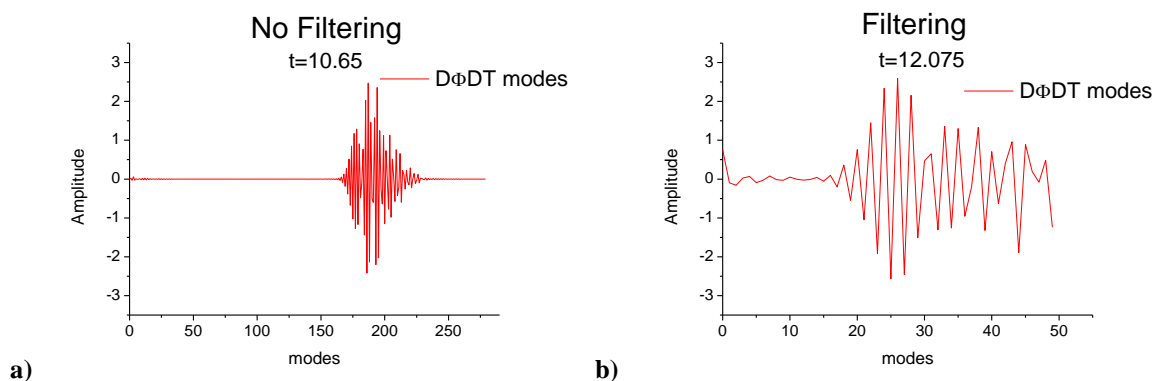 No Filtering
t=10.65
DΦDT modes
3
2
1
0
-1
-2
-3
Amplitude
0
50
100
150
200
250
modes
a)
Filtering
t=12.075
DΦDT modes
3
2
1
0
-1
-2
-3
Amplitude
0
10
20
30
40
50
modes
b)